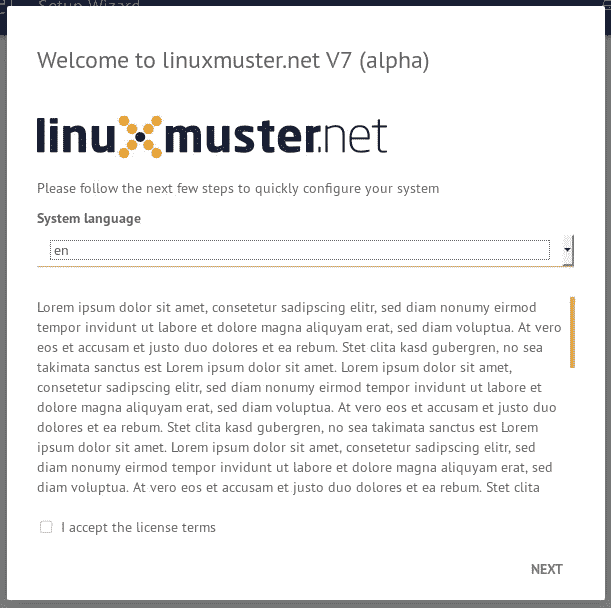 Setup Wizard
Welcome to linuxmuster.net V7 (alpha)
linuxmuster.net
Please follow the next few steps to quickly configure your system
System language
en
Lorem ipsum dolor sit amet, consetetur sadipscing elitr, sed diam nonumy eirmod
tempor invidunt ut labore et dolore magna aliquyam erat, sed diam voluptua. At vero
eos et accusam et justo duo dolores et ea rebum. Stet clita kasd gubergren, no sea
takimata sanctus est Lorem ipsum dolor sit amet. Lorem ipsum dolor sit amet,
consetetur sadipscing elitr, sed diam nonumy eirmod tempor invidunt ut labore et
dolore magna aliquyam erat, sed diam voluptua. At vero eos et accusam et justo duo
dolores et ea rebum. Stet clita kasd gubergren, no sea takimata sanctus est Lorem
ipsum dolor sit amet. Lorem ipsum dolor sit amet, consetetur sadipscing elitr, sed
diam nonumy eirmod tempor invidunt ut labore et dolore magna aliquyam erat, sed
diam voluptua. At vero eos et accusam et justo duo dolores et ea rebum. Stet clita
I accept the license terms
NEXT